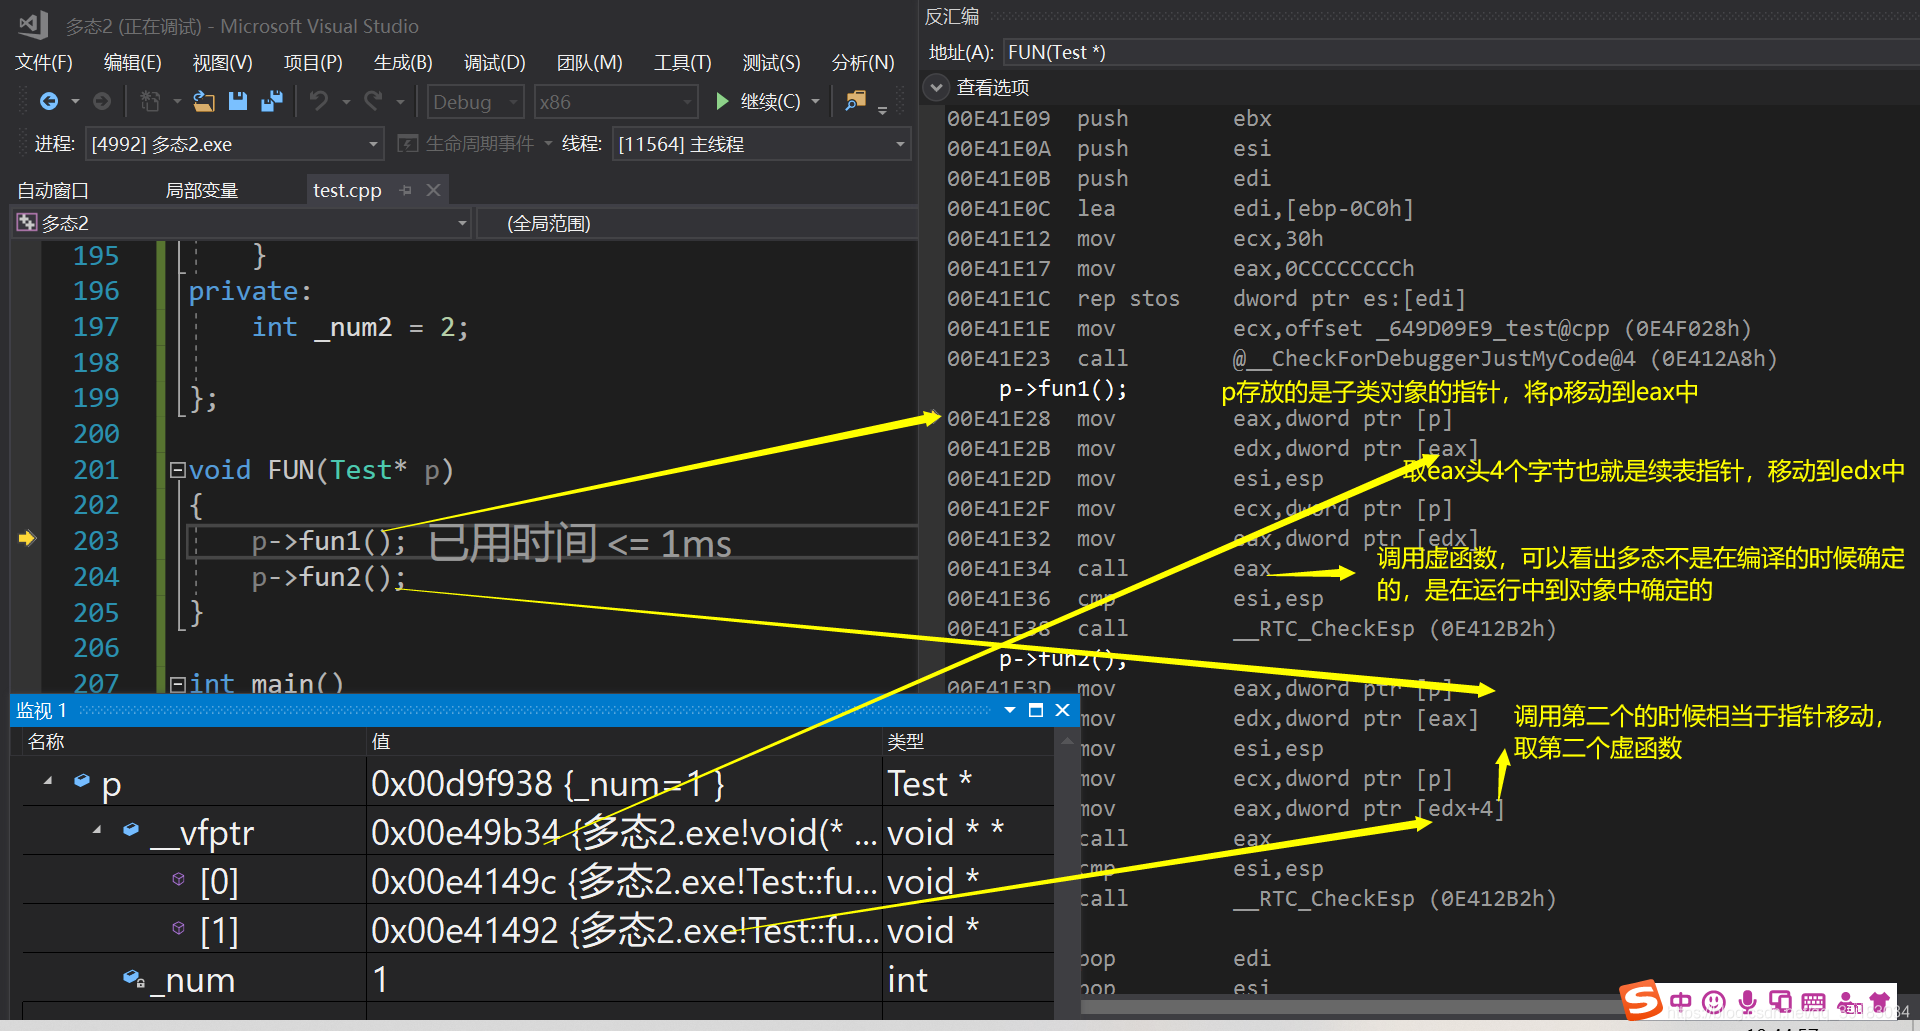 多态2 (正在调试) - Microsoft Visual Studio
文件(F) 编辑(E) 视图(V) 项目(P) 生成(B) 调试(D) 团队(M) 工具(T) 测试(S) 分析(N)
Debug x86 继续(C)
进程: [4992] 多态2.exe 生命周期事件 线程: [11564] 主线程
自动窗口 局部变量 test.cpp
多态2 (全局范围)
195 }
196 private:
197 int _num2 = 2;
198
199 };
200
201 void FUN(Test* p)
202 {
203 p->fun1(); 已用时间 <= 1ms
204 p->fun2();
205 }
206
207 int main()
监视 1
名称 值 类型
p 0x00d9f938 {_num=1 } Test *
__vfptr 0x00e49b34 {多态2.exe!void(* ... void * *
[0] 0x00e4149c {多态2.exe!Test::fu... void *
[1] 0x00e41492 {多态2.exe!Test::fu... void *
_num 1 int
反汇编
地址(A): FUN(Test *)
查看选项
00E41E09 push ebx
00E41E0A push esi
00E41E0B push edi
00E41E0C lea edi,[ebp-0C0h]
00E41E12 mov ecx,30h
00E41E17 mov eax,0CCCCCCCCh
00E41E1C rep stos dword ptr es:[edi]
00E41E1E mov ecx,offset _649D09E9_test@cpp (0E4F028h)
00E41E23 call @__CheckForDebuggerJustMyCode@4 (0E412A8h)
p->fun1(); p存放的是子类对象的指针，将p移动到eax中
00E41E28 mov eax,dword ptr [p]
00E41E2B mov edx,dword ptr [eax]
取eax头4个字节也就是续表指针，移动到edx中
00E41E2D mov esi,esp
00E41E2F mov ecx,dword ptr [p]
00E41E32 mov eax,dword ptr [edx]
00E41E34 call eax
调用虚函数，可以看出多态不是在编译的时候确定
的，是在运行中到对象中确定的
00E41E36 cmp esi,esp
00E41E38 call __RTC_CheckEsp (0E412B2h)
p->fun2();
00E41E3D mov eax,dword ptr [p]
mov edx,dword ptr [eax]
调用第二个的时候相当于指针移动，
取第二个虚函数
mov esi,esp
mov ecx,dword ptr [p]
mov eax,dword ptr [edx+4]
call eax
cmp esi,esp
call __RTC_CheckEsp (0E412B2h)
pop edi
pop esi
中